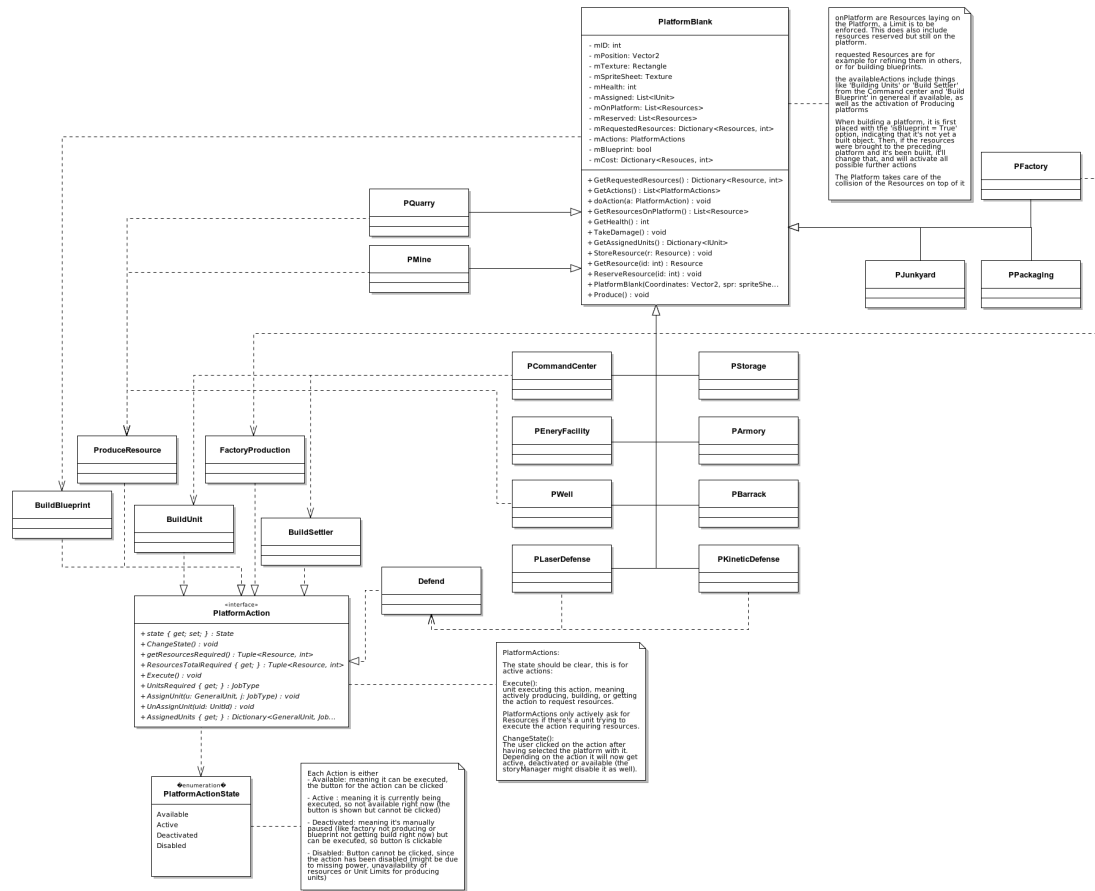 PlatformBlank
- mID: int
- mPosition: Vector2
- mTexture: Rectangle
- mSpriteSheet: Texture
- mHealth: int
- mAssigned: List<IUnit>
- mOnPlatform: List<Resources>
- mReserved: List<Resources>
- mRequestedResources: Dictionary<Resources, int>
- mActions: PlatformActions
- mBlueprint: bool
- mCost: Dictionary<Resouces, int>
+ GetRequestedResources() : Dictionary<Resource, int>
+ GetActions() : List<PlatformActions>
+ doAction(a: PlatformAction) : void
+ GetResourcesOnPlatform() : List<Resource>
+ GetHealth() : int
+ TakeDamage() : void
+ GetAssignedUnits() : Dictionary<IUnit>
+ StoreResource(r: Resource) : void
+ GetResource(id: int) : Resource
+ ReserveResource(id: int) : void
+ PlatformBlank(Coordinates: Vector2, spr: spriteShe...
+ Produce() : void
onPlatform are Resources laying on
the Platform, a Limit is to be
enforced. This does also include
resources reserved but still on the
platform.
requested Resources are for
example for refining them in others,
or for building blueprints.
the availableActions include things
like 'Building Units' or 'Build Settler'
from the Command center and 'Build
Blueprint' in genereal if available, as
well as the activation of Producing
platforms
When building a platform, it is first
placed with the 'isBlueprint = True'
option, indicating that it's not yet a
built object. Then, if the resources
were brought to the preceding
platform and it's been buillt, it'll
change that, and will activate all
possible further actions
The Platform takes care of the
collision of the Resources on top of it
PFactory
PQuarry
PMine
PJunkyard
PPackaging
PCommandCenter
PStorage
PEneryFacility
PArmory
PWell
PBarrack
PLaserDefense
PKineticDefense
ProduceResource
FactoryProduction
BuildBlueprint
BuildUnit
BuildSettler
Defend
«interface»
PlatformAction
+ state { get; set; } : State
+ ChangeState() : void
+ getResourcesRequired() : Tuple<Resource, int>
+ ResourcesTotalRequired { get; } : Tuple<Resource, int>
+ Execute() : void
+ UnitsRequired { get; } : JobType
+ AssignUnit(u: GeneralUnit, j: JobType) : void
+ UnAssignUnit(uid: UnitId) : void
+ AssignedUnits { get; } : Dictionary<GeneralUnit, Job...
PlatformActions:
The state should be clear, this is for
active actions:
Execute():
unit executing this action, meaning
actively producing, building, or getting
the action to request resources.
PlatformActions only actively ask for
Resources if there's a unit trying to
execute the action requiring resources.
ChangeState():
The user clicked on the action after
having selected the platform with it.
Depending on the action it will now get
active, deactivated or available (the
storyManager might disable it as well).
�enumeration�
PlatformActionState
Available
Active
Deactivated
Disabled
Each Action is either
- Available: meaning it can be executed,
the button for the action can be clicked
- Active : meaning it is currently being
executed, so not available right now (the
button is shown but cannot be clicked)
- Deactivated: meaning it's manually
paused (like factory not producing or
blueprint not getting build right now) but
can be executed, so button is clickable
- Disabled: Button cannot be clicked, since
the action has been disabled (might be due
to missing power, unavailability of
resources or Unit Limits for producing
units)